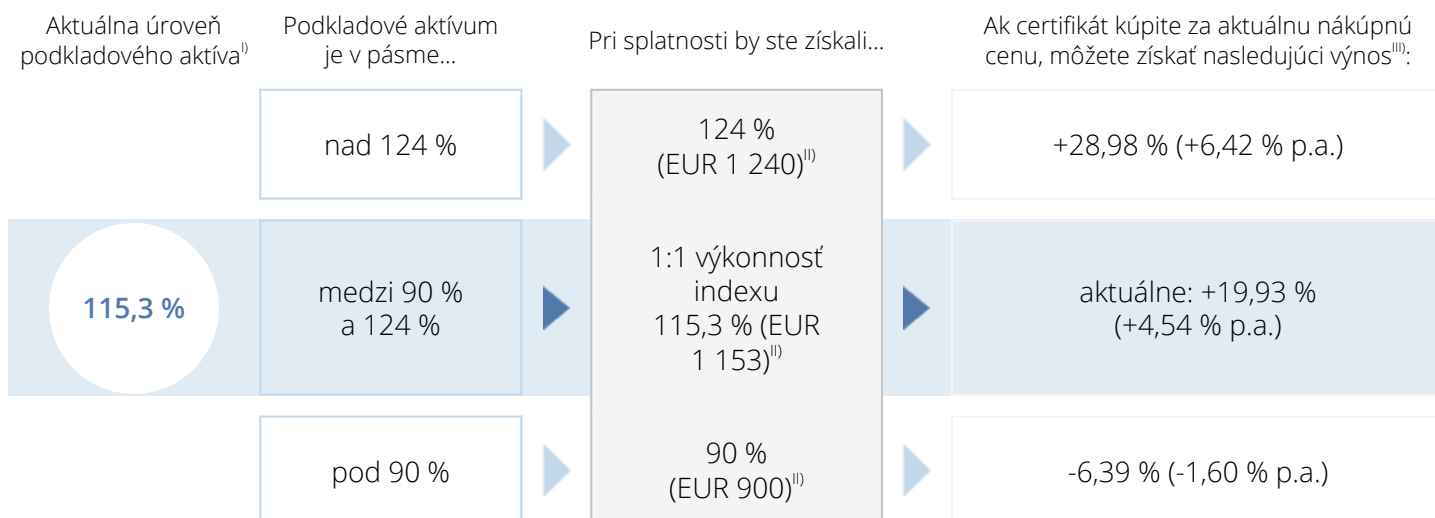 Aktuálna úroveň
podkladového aktíva I)
Podkladové aktívum
je v pásme...
Pri splatnosti by ste získali...
Ak certifikát kúpite za aktuálnu nákúpnú
cenu, môžete získať nasledujúci výnos III):
nad 124 %
124 %
(EUR 1 240) II)
+28,98 % (+6,42 % p.a.)
115,3 %
medzi 90 %
a 124 %
1:1 výkonnosť
indexu
115,3 % (EUR
1 153) II)
aktuálne: +19,93 %
(+4,54 % p.a.)
pod 90 %
90 %
(EUR 900) II)
-6,39 % (-1,60 % p.a.)